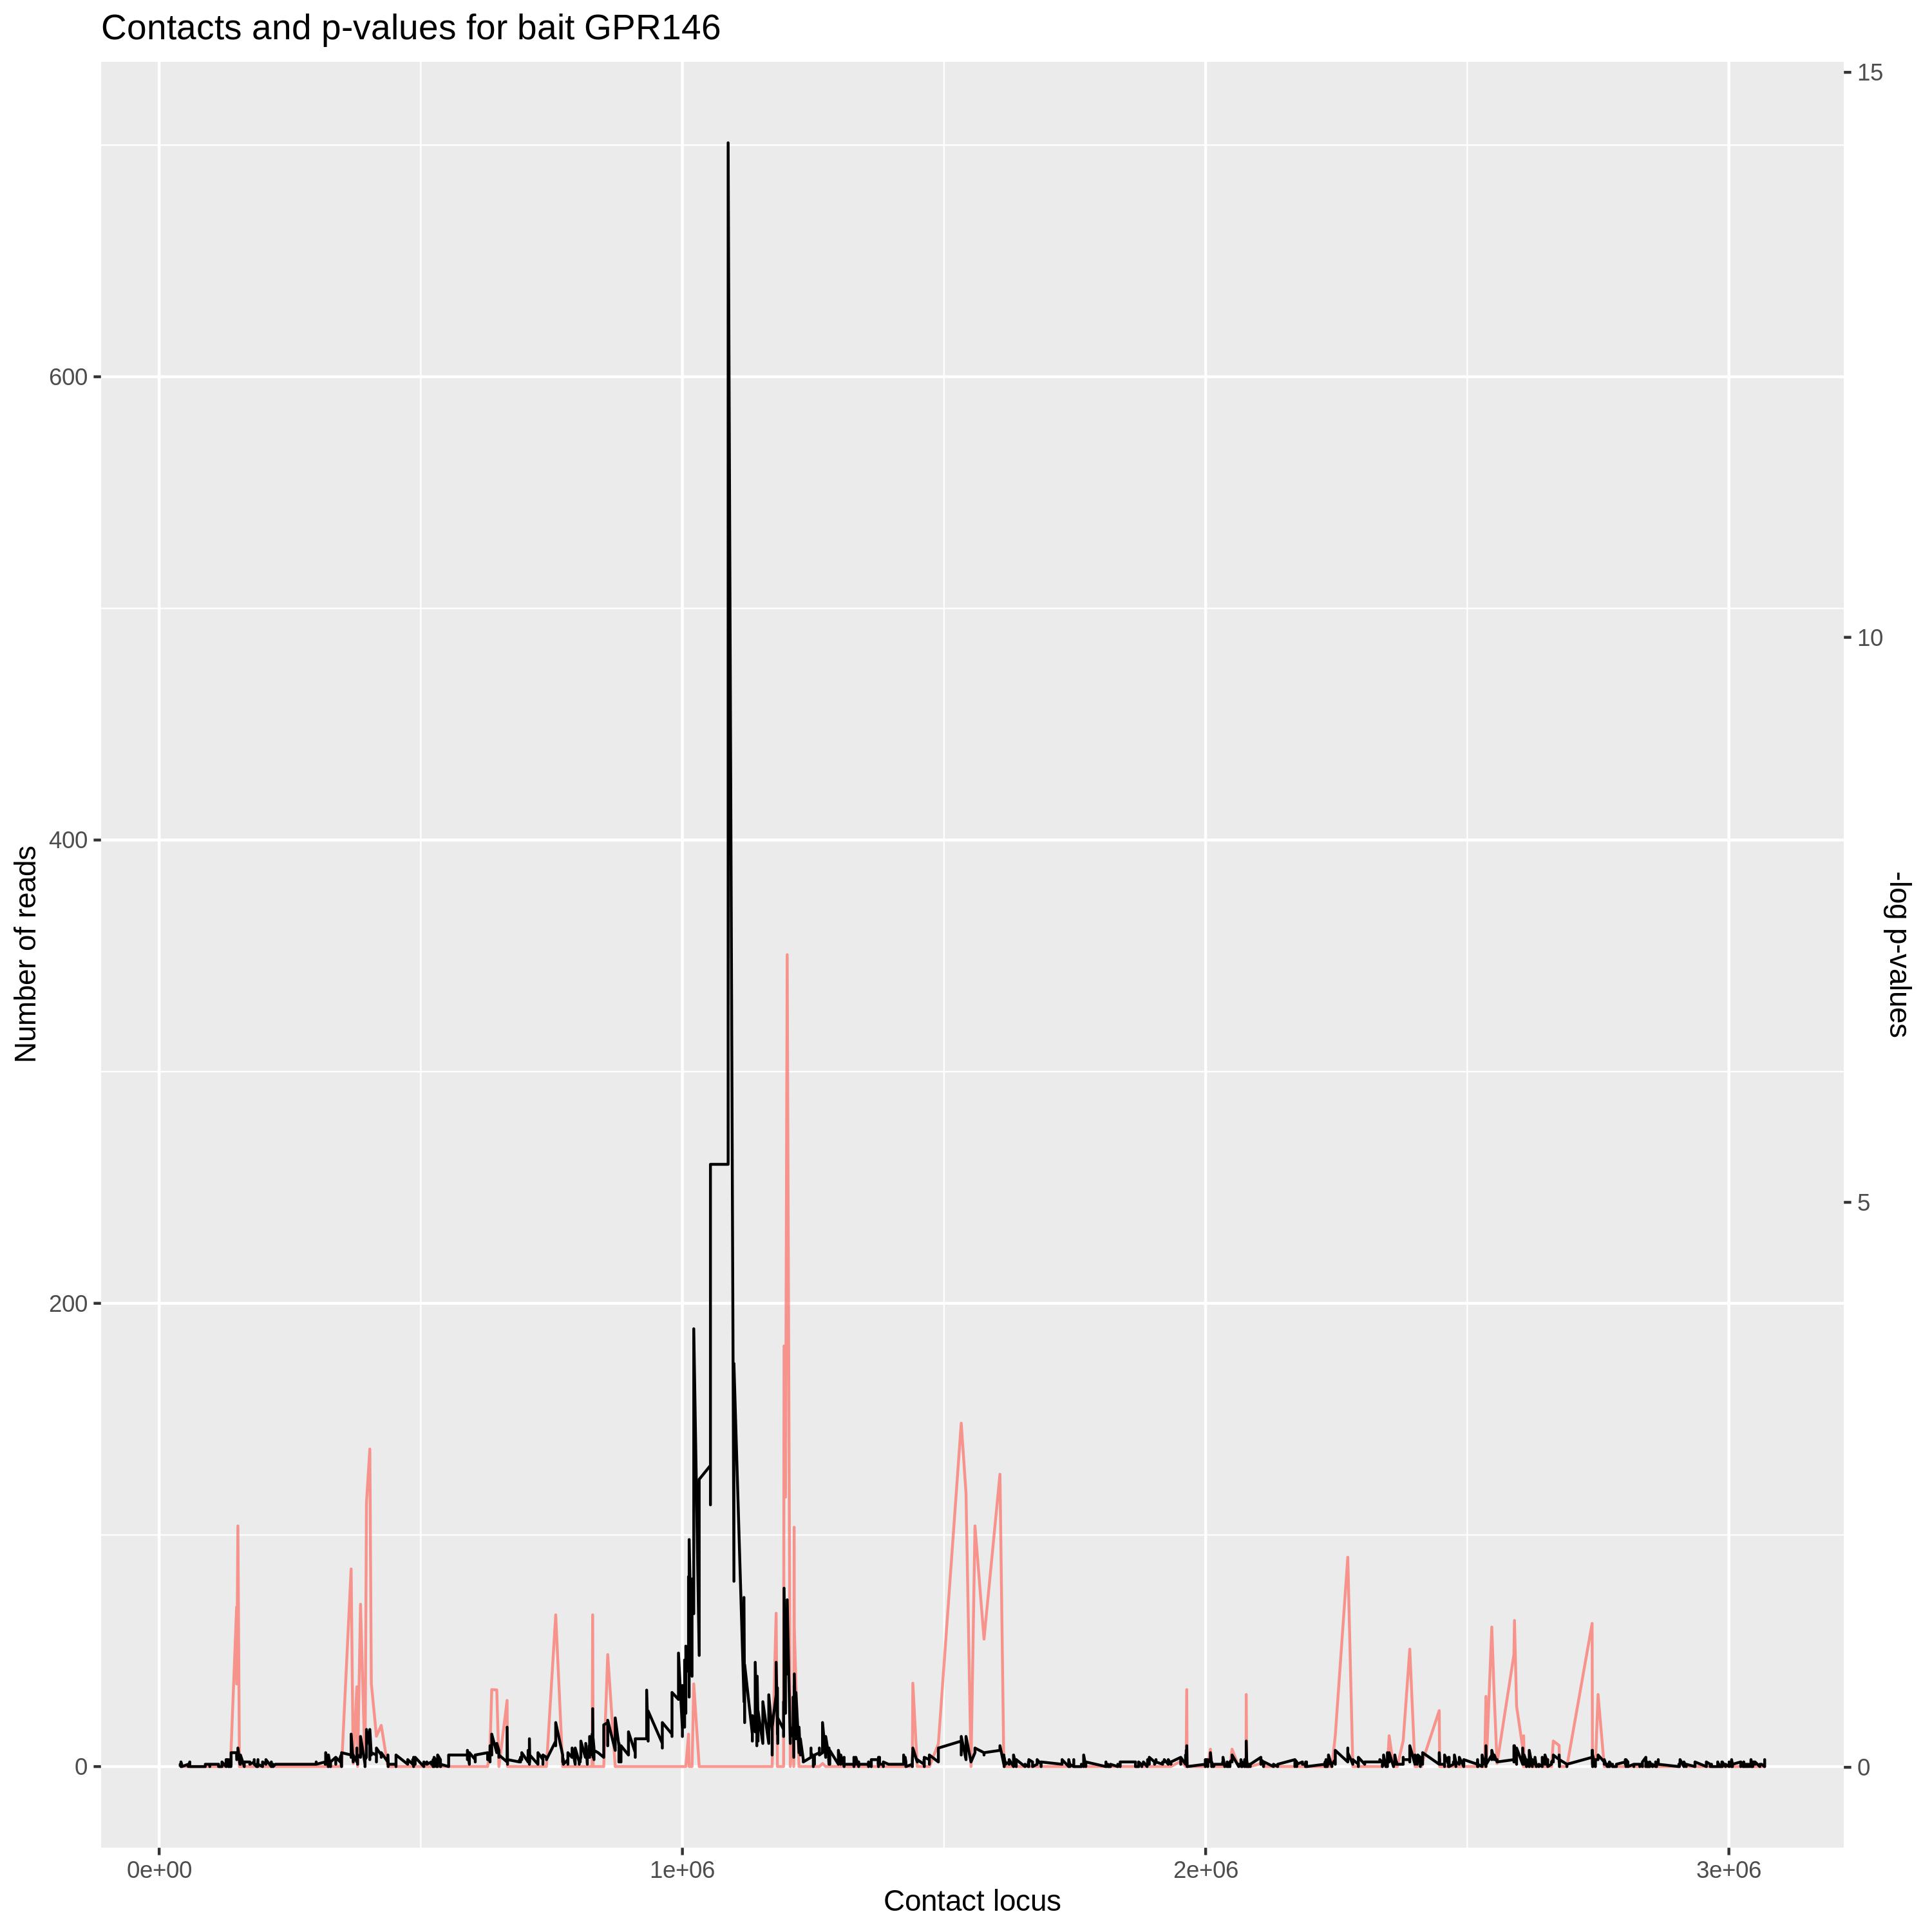 Contacts and p-values for bait GPR146
15
600
10
400
Number of reads
-log p-values
5
200
0
0
0e+00
1e+06
2e+06
3e+06
Contact locus